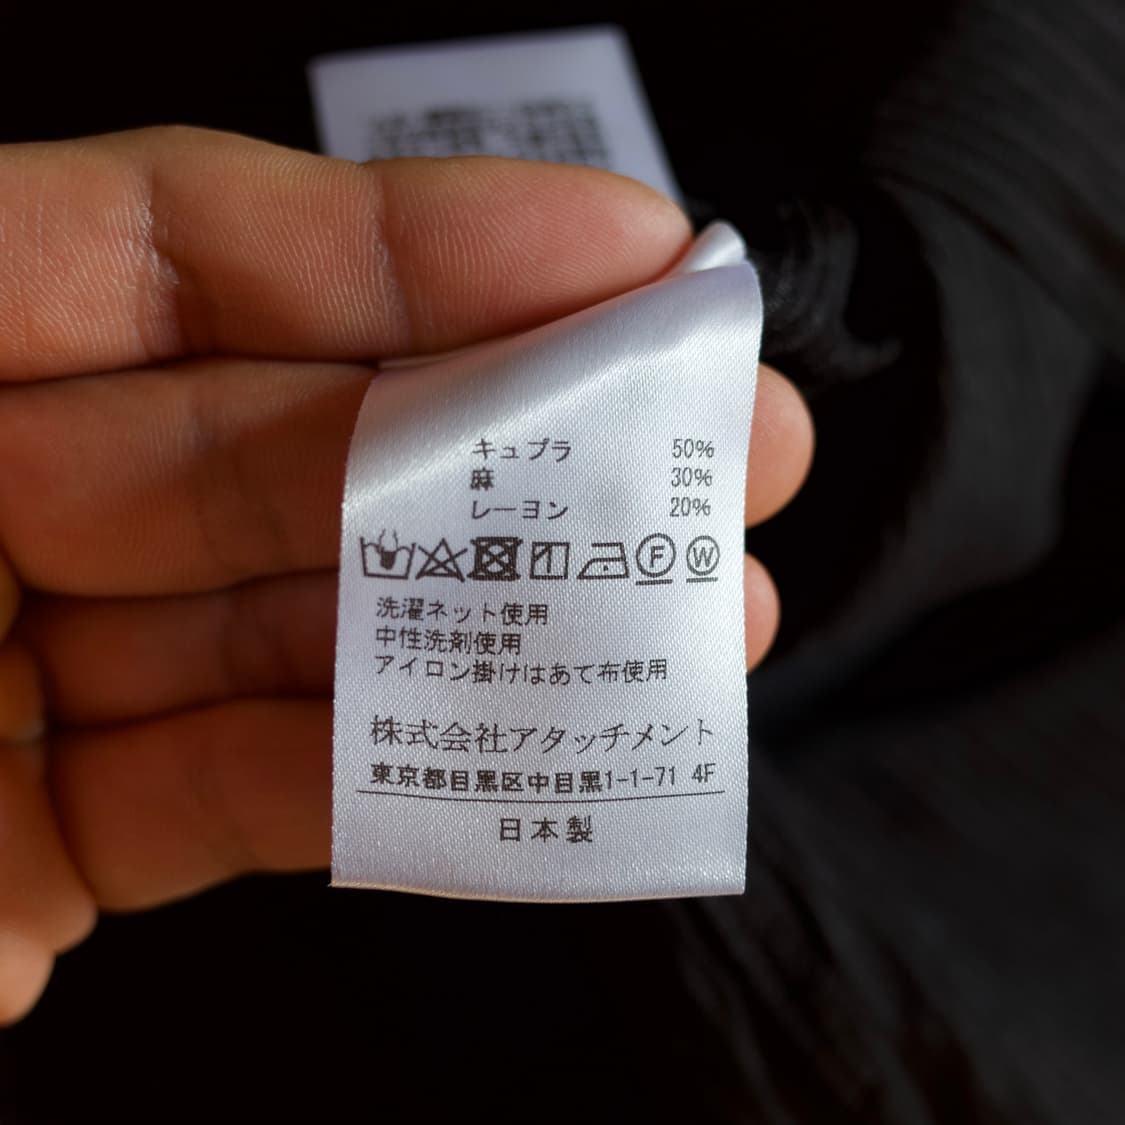 キュプラ 50%
麻 30%
レーヨン 20%
F W
洗濯ネット使用
中性洗剤使用
アイロン掛けはあて布使用
株式会社アタッチメント
東京都目黒区中目黒1-1-71 4F
日本製